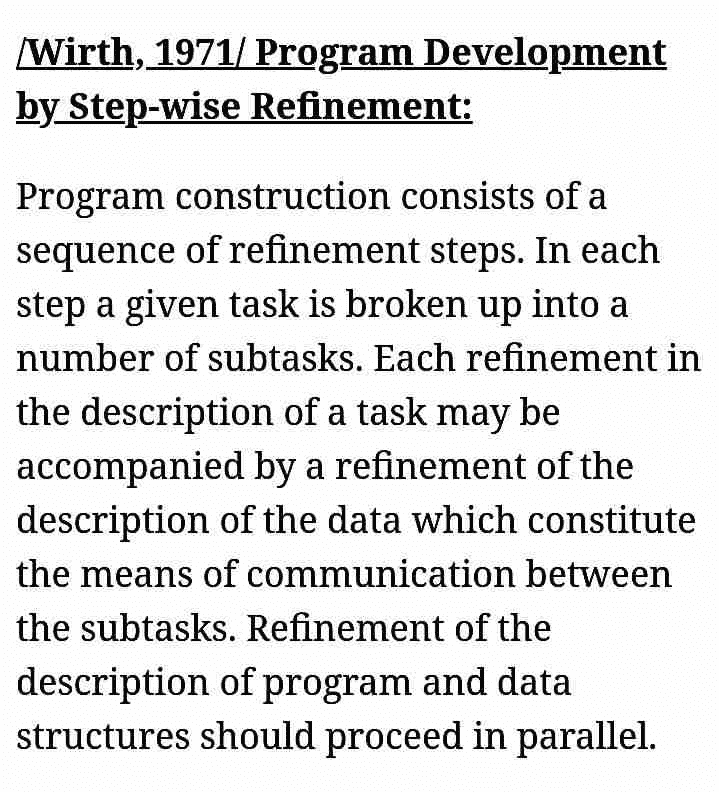 /Wirth, 1971/ Program Development
by Step-wise Refinement:
Program construction consists of a
sequence of refinement steps. In each
step a given task is broken up into a
number of subtasks. Each refinement in
the description of a task may be
accompanied by a refinement of the
description of the data which constitute
the means of communication between
the subtasks. Refinement of the
description of program and data
structures should proceed in parallel.